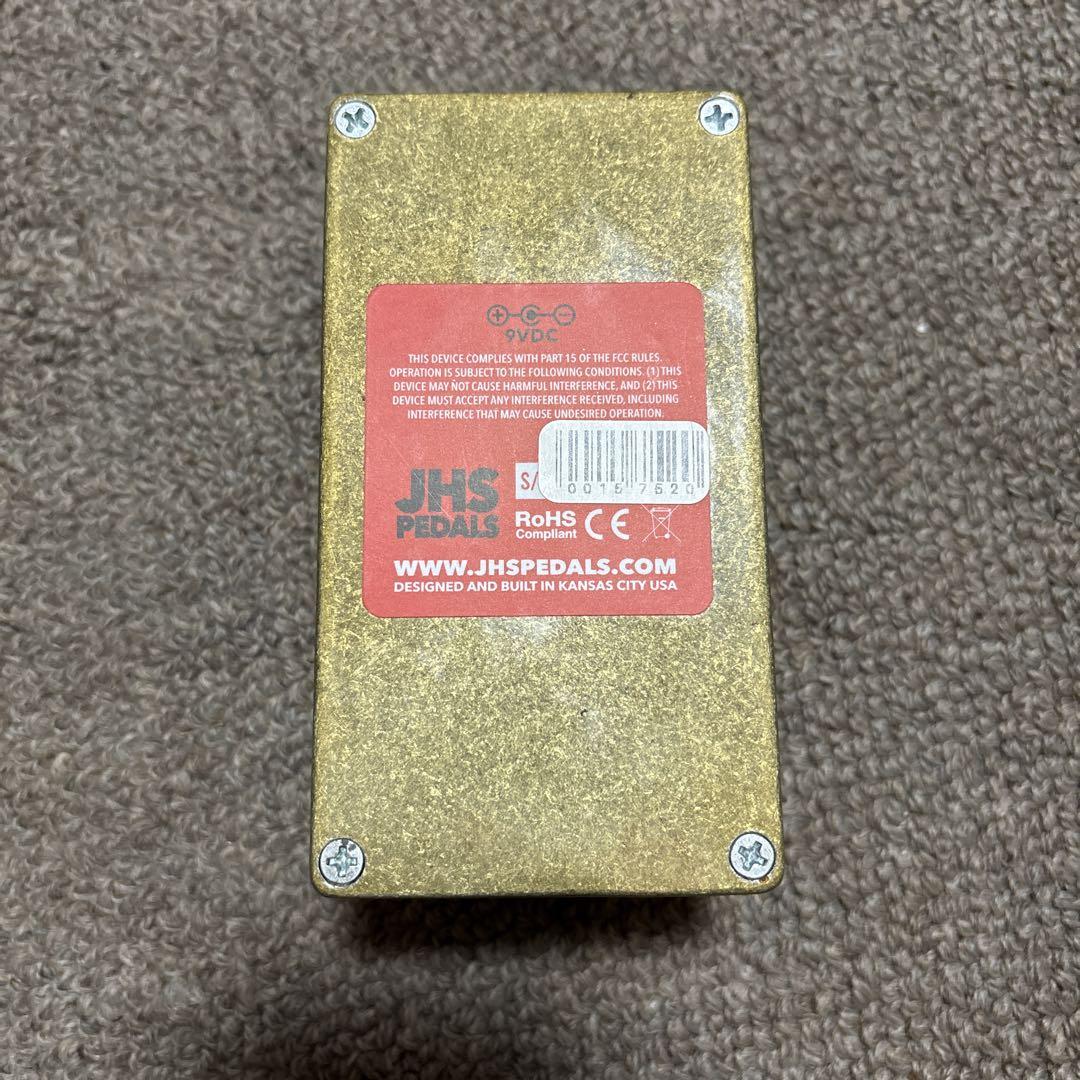 9VDC
THIS DEVICE COMPLIES WITH PART 15 OF THE FCC RULES.
OPERATION IS SUBJECT TO THE FOLLOWING CONDITIONS. (1) THIS
DEVICE MAY NOT CAUSE HARMFUL INTERFERENCE, AND (2) THIS
DEVICE MUST ACCEPT ANY INTERFERENCE RECEIVED, INCLUDING
INTERFERENCE THAT MAY CAUSE UNDESIRED OPERATION.
JHS
PEDALS
S/
0015 7520
RoHS
Compliant
CE
WWW.JHSPEDALS.COM
DESIGNED AND BUILT IN KANSAS CITY USA